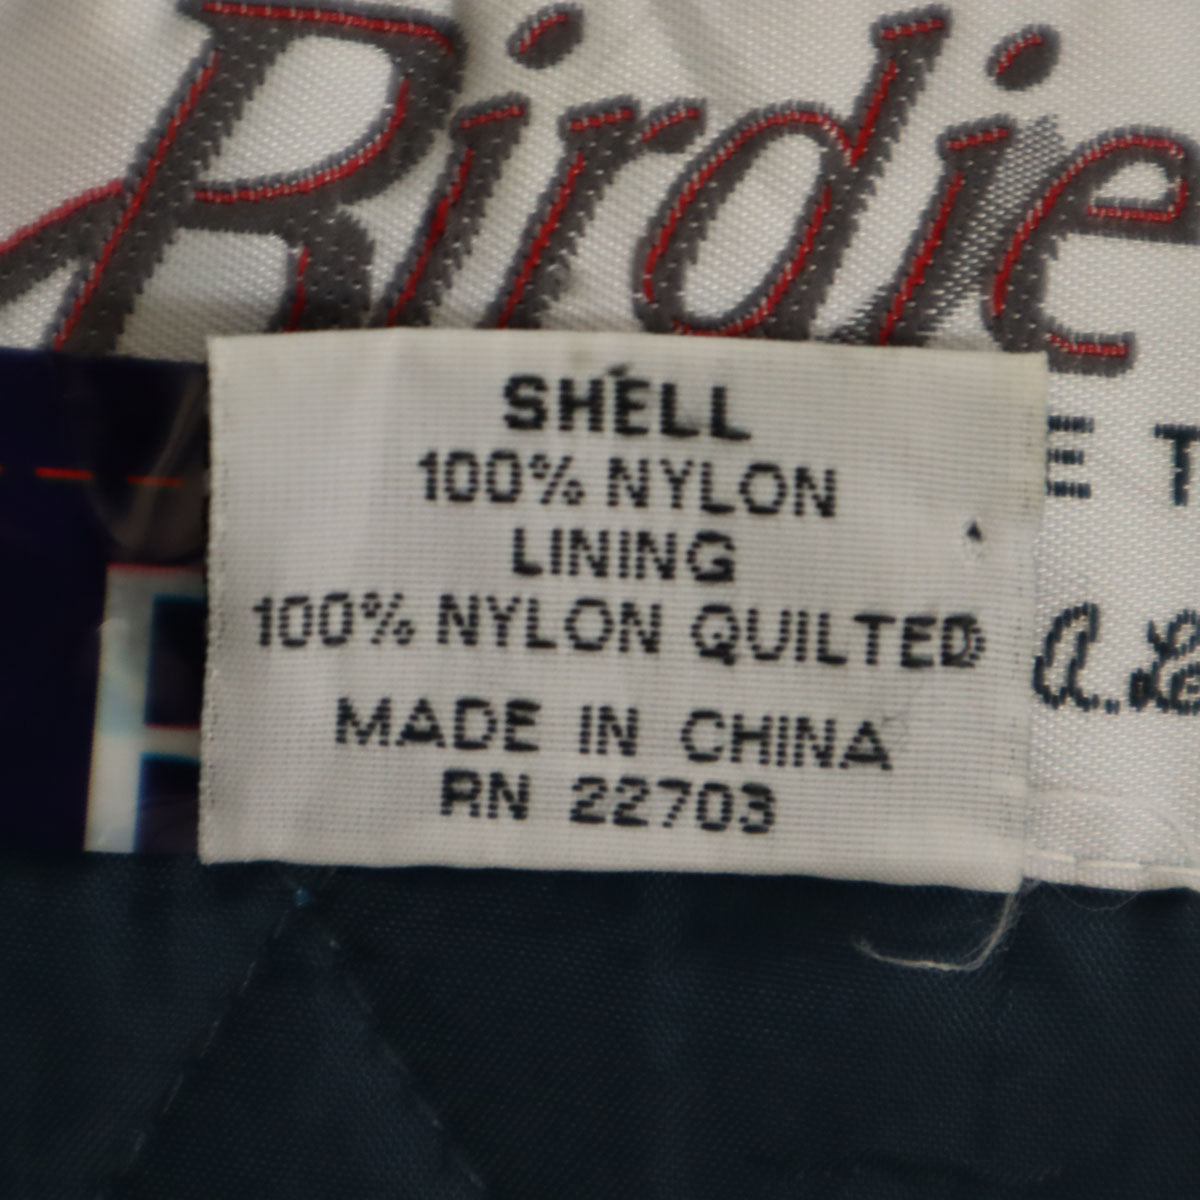 Birdie
E T
SHELL
100% NYLON
LINING
100% NYLON QUILTED
MADE IN CHINA
RN 22703